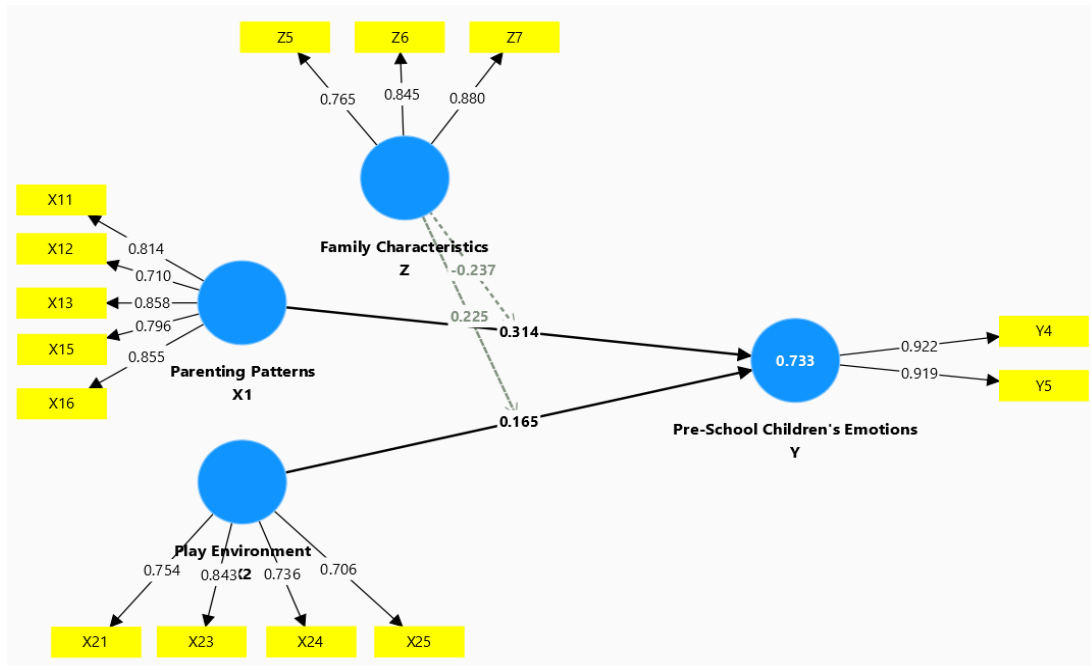 Z5
Z6
Z7
0.765
0.845
0.880
X11
X12
X13
X15
X16
0.814
0.710
0.858
0.796
0.855
Family Characteristics
Z
-0.237
0.225
0.314
Parenting Patterns
X1
0.733
0.922
0.919
Y4
Y5
0.165
Pre-School Children's Emotions
Y
Play Environment
0.754
0.843
0.736
0.706
X21
X23
X24
X25